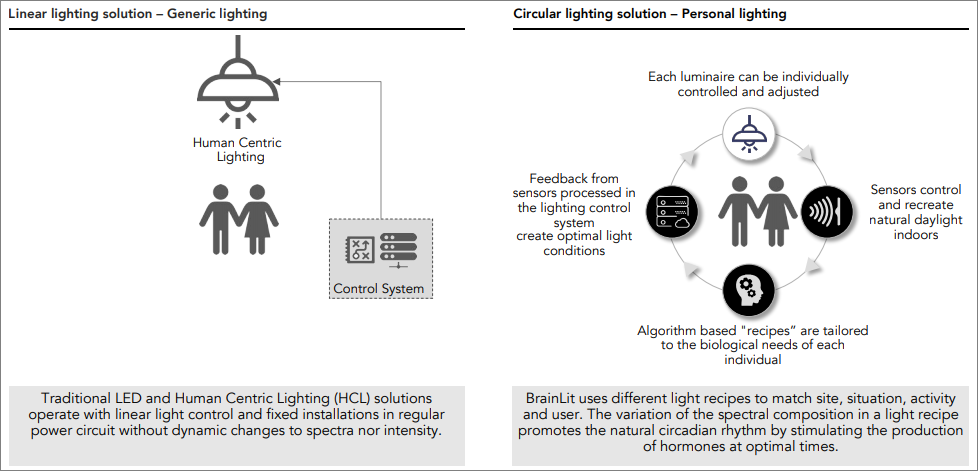 Linear lighting solution – Generic lighting
Human Centric
Lighting
Control System
Traditional LED and Human Centric Lighting (HCL) solutions
operate with linear light control and fixed installations in regular
power circuit without dynamic changes to spectra nor intensity.
Circular lighting solution – Personal lighting
Each luminaire can be individually
controlled and adjusted
Feedback from
sensors processed in
the lighting control
system
create optimal light
conditions
Sensors control
and recreate
natural daylight
indoors
Algorithm based "recipes” are tailored
to the biological needs of each
individual
BrainLit uses different light recipes to match site, situation, activity
and user. The variation of the spectral composition in a light recipe
promotes the natural circadian rhythm by stimulating the production
of hormones at optimal times.